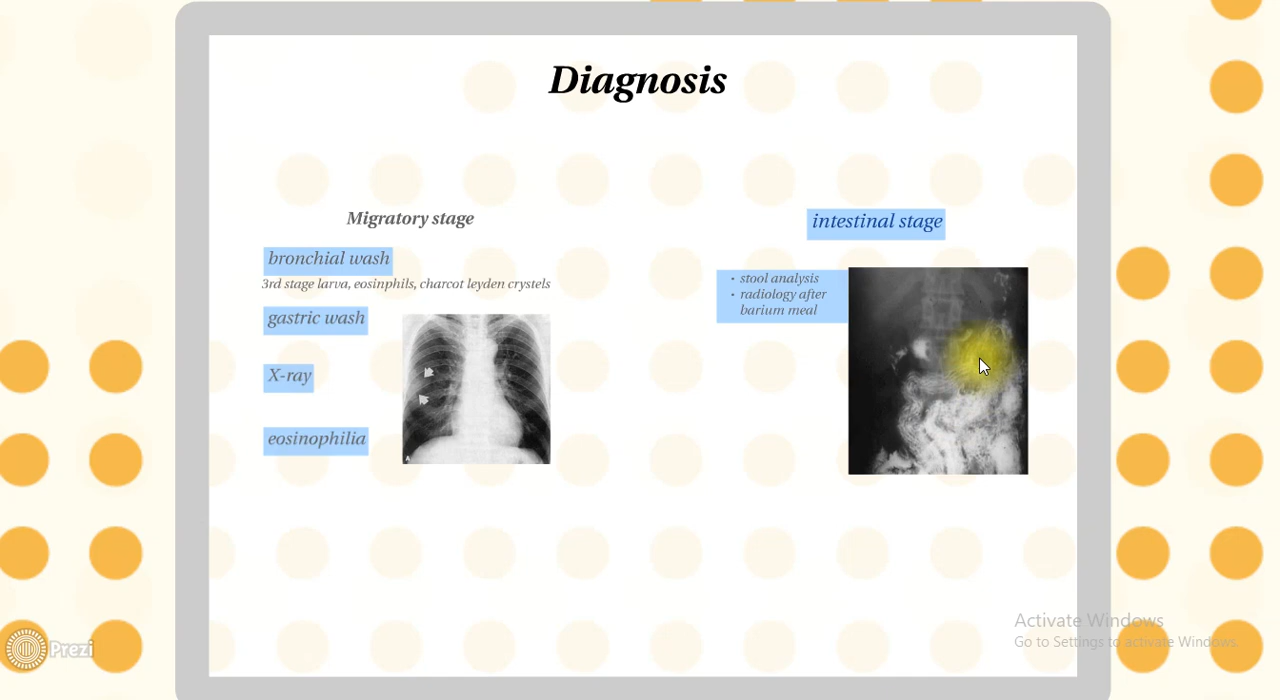 Diagnosis
Migratory stage
bronchial wash
3rd stage larva, eosinphils, charcot leyden crystels
gastric wash
X-ray
eosinophilia
intestinal stage
• stool analysis
• radiology after
barium meal
A
Activate Windows
Go to Settings to activate Windows.
Prezi